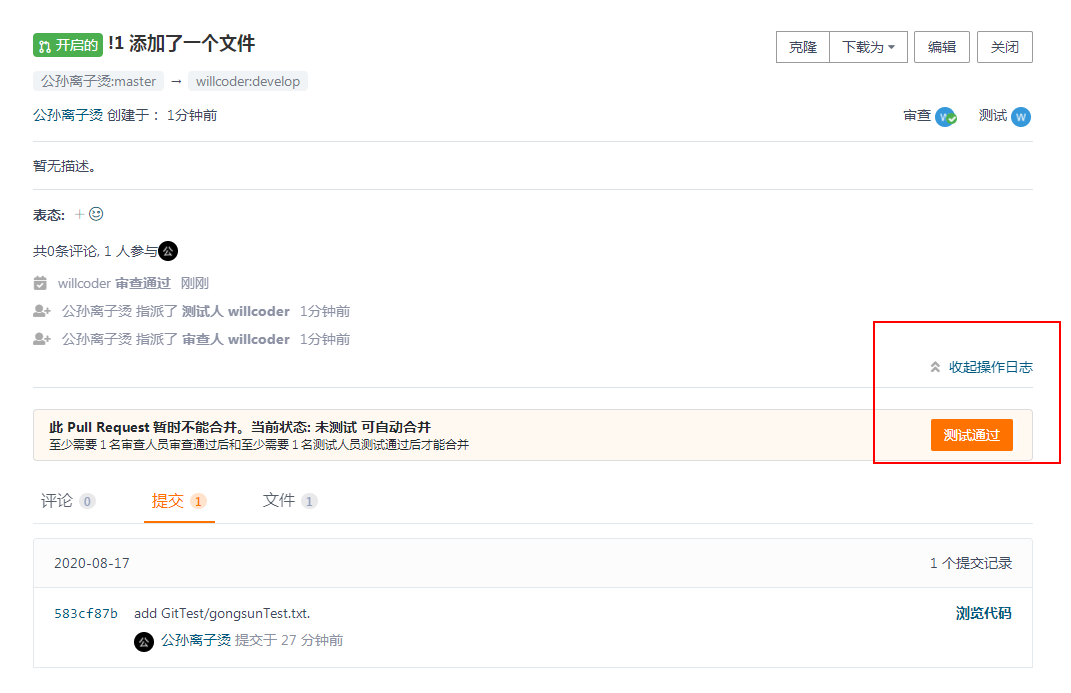 开启的 !1 添加了一个文件
克隆 下载为 编辑 关闭
公孙离子烫:master → willcoder:develop
公孙离子烫 创建于： 1分钟前
审查 W 测试 W
暂无描述。
表态: +
共0条评论, 1 人参与 公
willcoder 审查通过 刚刚
公孙离子烫 指派了 测试人 willcoder 1分钟前
公孙离子烫 指派了 审查人 willcoder 1分钟前
收起操作日志
此 Pull Request 暂时不能合并。当前状态: 未测试 可自动合并
至少需要 1 名审查人员审查通过后和至少需要 1 名测试人员测试通过后才能合并
测试通过
评论 0 提交 1 文件 1
2020-08-17 1 个提交记录
583cf87b add GitTest/gongsunTest.txt. 浏览代码
公 公孙离子烫 提交于 27 分钟前